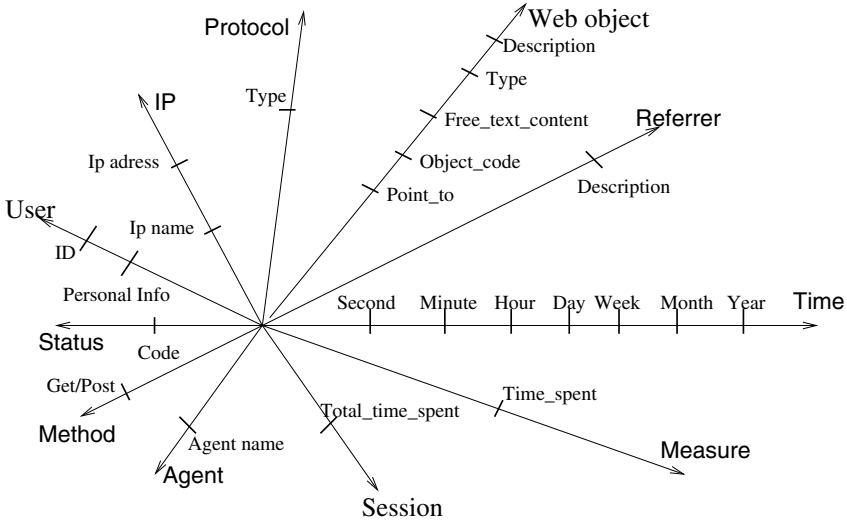 Web object
Protocol
Description
Type
Type
IP
Free_text_content
Referrer
Ip adress
Object_code
Description
Point_to
User
Ip name
ID
Personal Info
Second
Minute
Hour
Day
Week
Month
Year
Time
Status
Code
Get/Post
Time_spent
Total_time_spent
Method
Agent name
Measure
Agent
Session